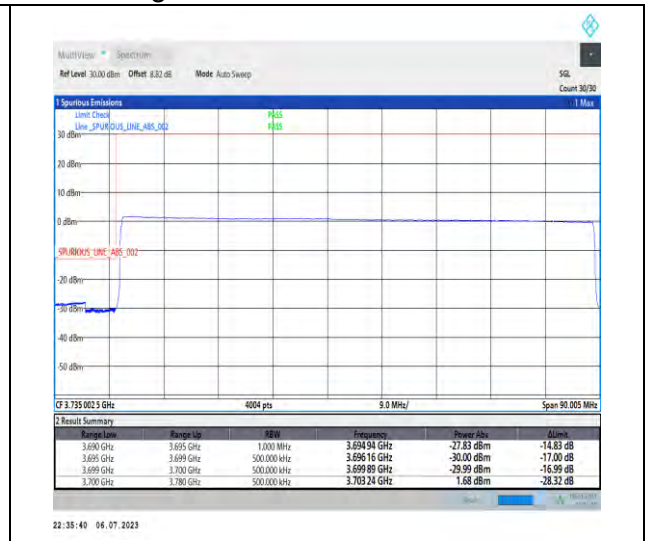 MultiView Spectrum
Ref Level 30.00 dBm Offset 8.82 dB Mode Auto Sweep SGL
Count 30/30
1 Spurious Emissions 1 Max
Limit Check PASS
Line _SPURIOUS_LINE_ABS_002 PASS
30 dBm
20 dBm
10 dBm
0 dBm
_SPURIOUS_LINE_ABS_002
-20 dBm
-30 dBm
-40 dBm
-50 dBm
CF 3.735 002 5 GHz 4004 pts 9.0 MHz/ Span 90.005 MHz
2 Result Summary
Range Low Range Up RBW Frequency Power Abs ΔLimit
3.690 GHz 3.695 GHz 1.000 MHz 3.694 94 GHz -27.83 dBm -14.83 dB
3.695 GHz 3.699 GHz 500.000 kHz 3.696 16 GHz -30.00 dBm -17.00 dB
3.699 GHz 3.700 GHz 500.000 kHz 3.699 89 GHz -29.99 dBm -16.99 dB
3.700 GHz 3.780 GHz 500.000 kHz 3.703 24 GHz 1.68 dBm -28.32 dB
22:35:40 06.07.2023